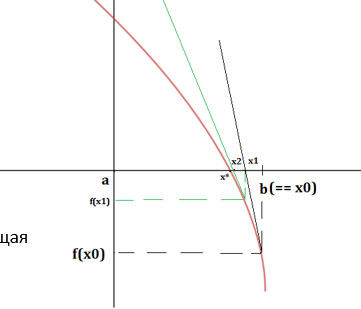 x2 x1
a x* b (== x0)
f(x1)
щая
f(x0)